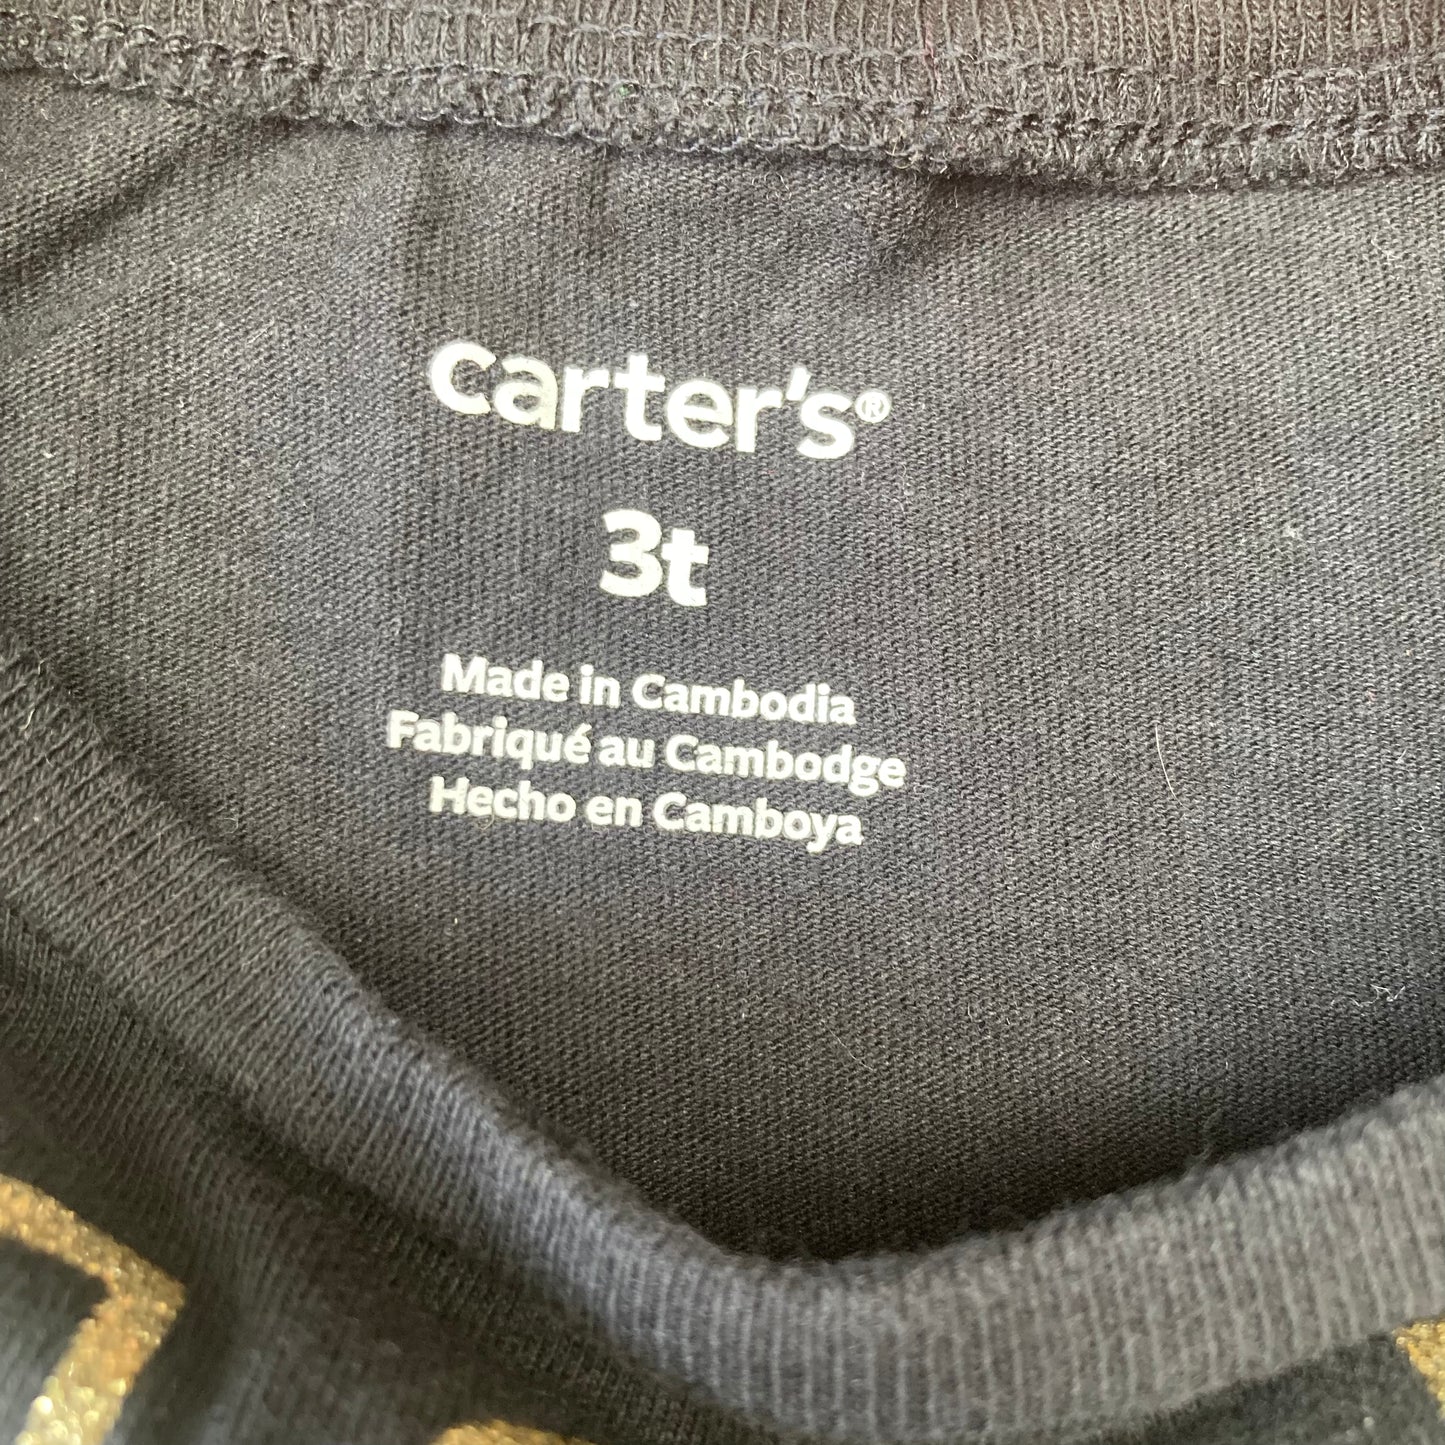 carter's®
3t
Made in Cambodia
Fabriqué au Cambodge
Hecho en Camboya